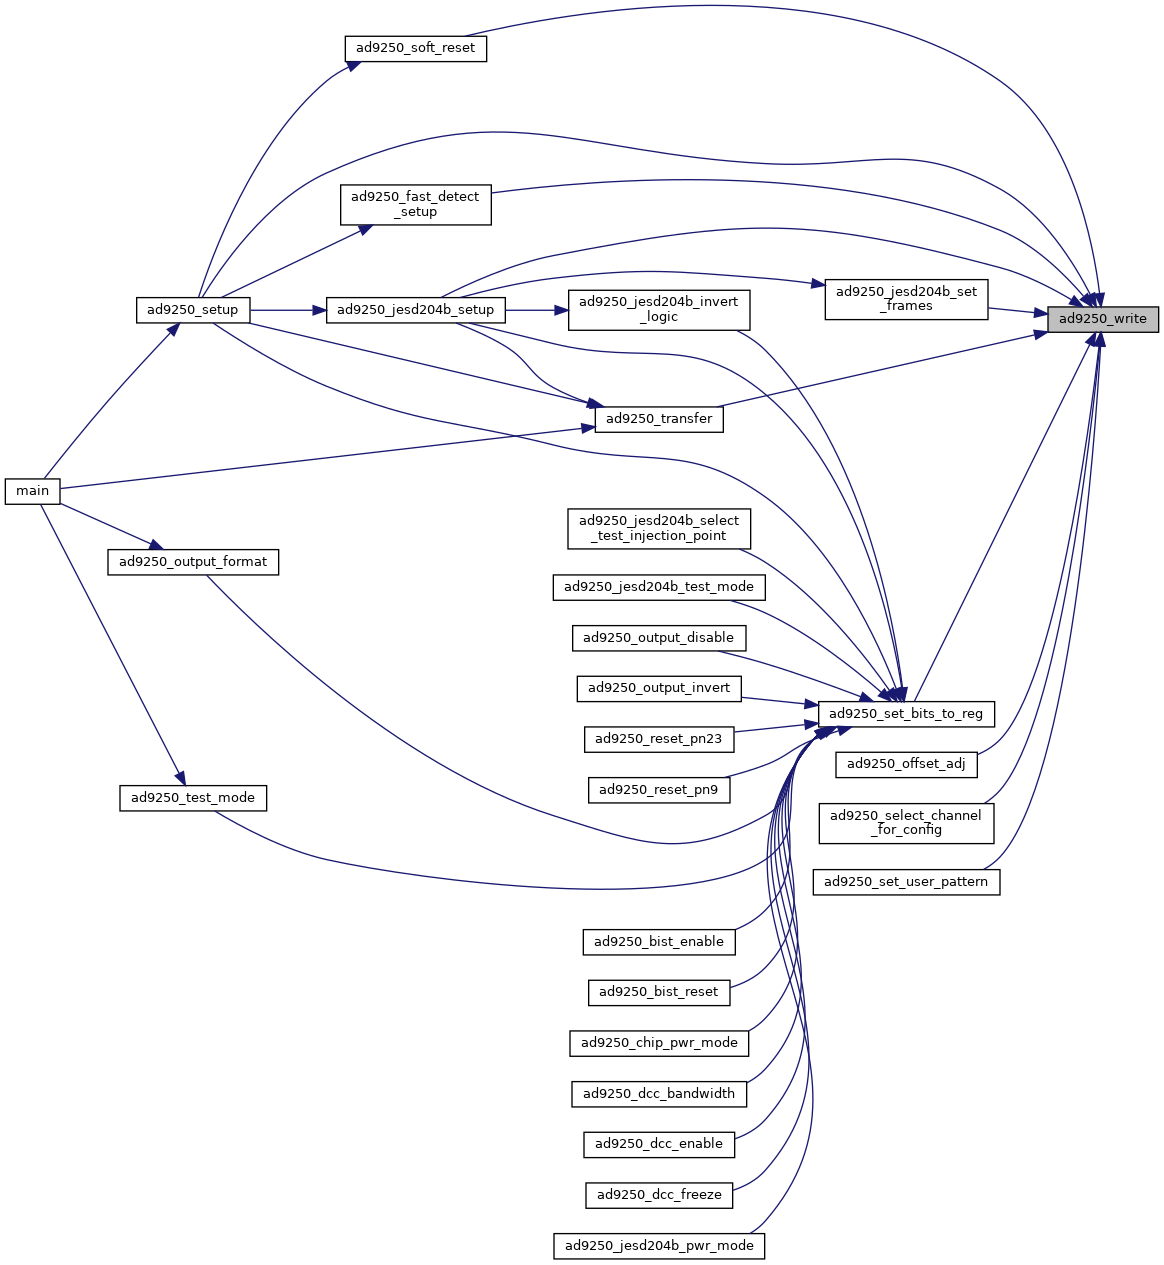 ad9250_soft_reset
ad9250_fast_detect
_setup
ad9250_setup
ad9250_jesd204b_setup
ad9250_jesd204b_invert
_logic
ad9250_jesd204b_set
_frames
ad9250_write
ad9250_transfer
main
ad9250_output_format
ad9250_jesd204b_select
_test_injection_point
ad9250_jesd204b_test_mode
ad9250_output_disable
ad9250_output_invert
ad9250_set_bits_to_reg
ad9250_reset_pn23
ad9250_offset_adj
ad9250_reset_pn9
ad9250_test_mode
ad9250_select_channel
_for_config
ad9250_set_user_pattern
ad9250_bist_enable
ad9250_bist_reset
ad9250_chip_pwr_mode
ad9250_dcc_bandwidth
ad9250_dcc_enable
ad9250_dcc_freeze
ad9250_jesd204b_pwr_mode